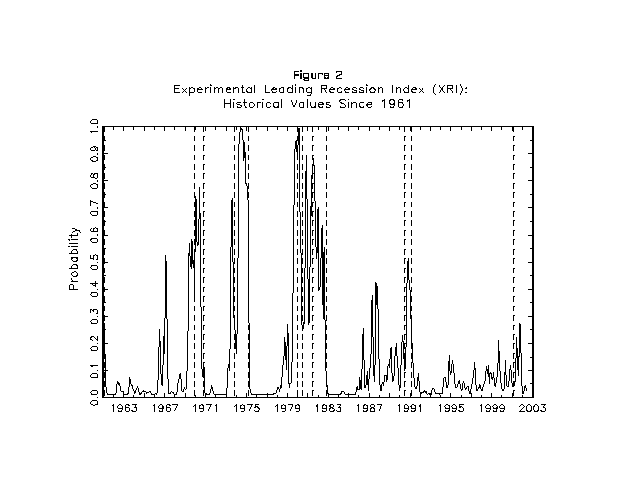 Figure 2
Experimental Leading Recession Index (XRI):
Historical Values Since 1961
Probability
1.0
0.9
0.8
0.7
0.6
0.5
0.4
0.3
0.2
0.1
0.0
1963 1967 1971 1975 1979 1983 1987 1991 1995 1999 2003